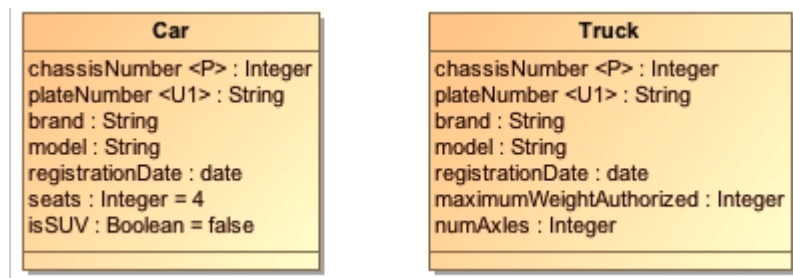 Car
chassisNumber <P> : Integer
plateNumber <U1> : String
brand : String
model : String
registrationDate : date
seats : Integer = 4
isSUV : Boolean = false
Truck
chassisNumber <P> : Integer
plateNumber <U1> : String
brand : String
model : String
registrationDate : date
maximumWeightAuthorized : Integer
numAxles : Integer